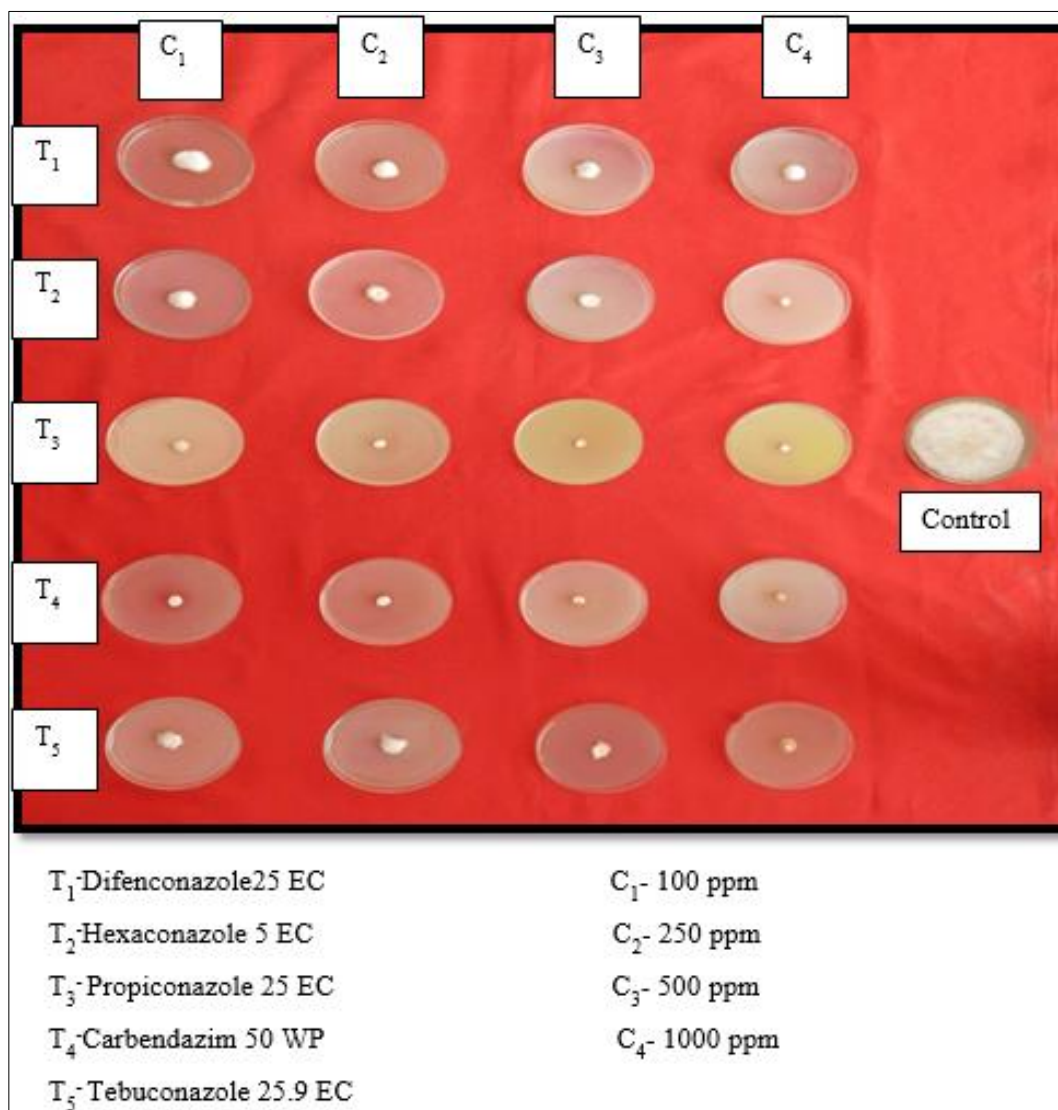 C₁ C₂ C₃ C₄
T₁
T₂
T₃
Control
T₄
T₅
T₁-Difenconazole25 EC C₁- 100 ppm
T₂-Hexaconazole 5 EC C₂- 250 ppm
T₃-Propiconazole 25 EC C₃- 500 ppm
T₄-Carbendazim 50 WP C₄- 1000 ppm
T₅-Tebuconazole 25.9 EC